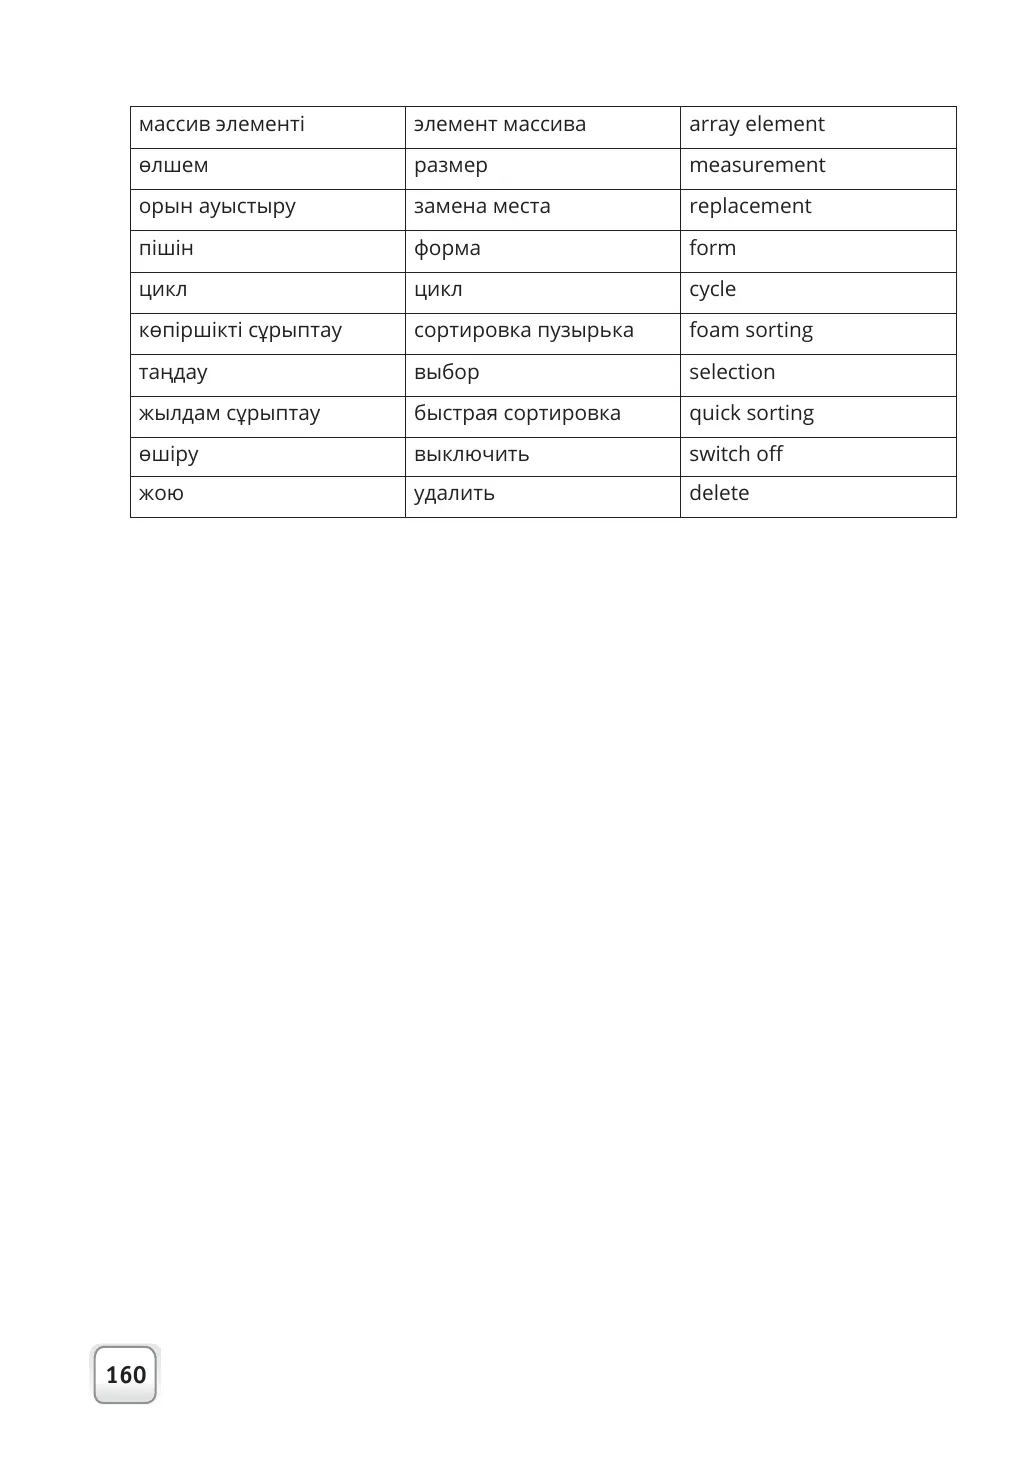 массив элементі элемент массива array element
өлшем размер measurement
орын ауыстыру замена места replacement
пішін форма form
цикл цикл cycle
көпіршікті сұрыптау сортировка пузырька foam sorting
таңдау выбор selection
жылдам сұрыптау быстрая сортировка quick sorting
өшіру выключить switch off
жою удалить delete
160